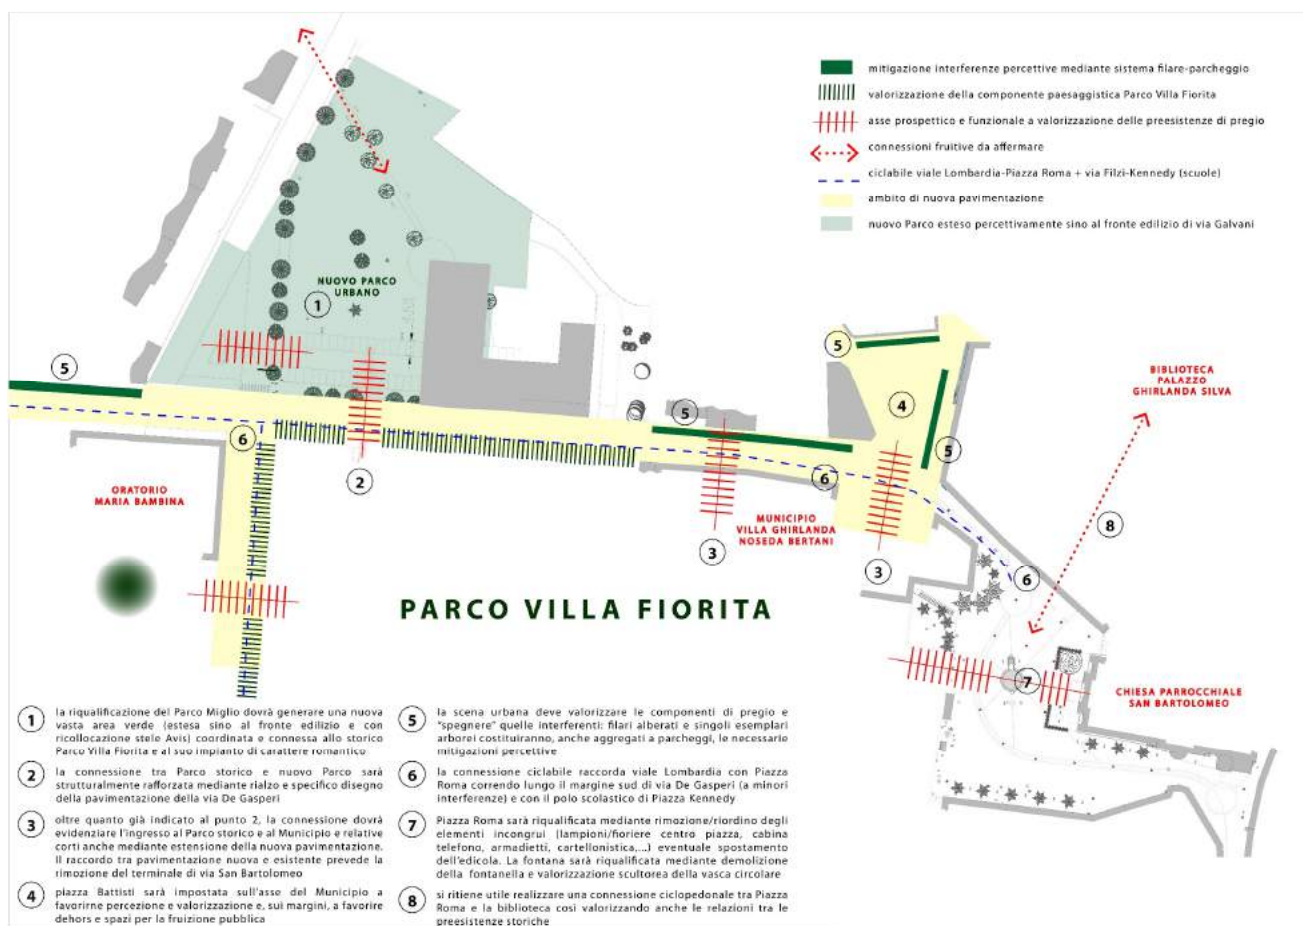 mitigazione interferenze percettive mediante sistema filare-parcheggio
valorizzazione della componente paesaggistica Parco Villa Fiorita
asse prospettico e funzionale a valorizzazione delle preesistenze di pregio
connessioni fruitive da affermare
ciclabile viale Lombardia-Piazza Roma + via Filzi-Kennedy (scuole)
ambito di nuova pavimentazione
nuovo Parco esteso percettivamente sino al fronte edilizio di via Galvani
NUOVO PARCO
URBANO
1
5
5
4
BIBLIOTECA
PALAZZO
GHIRLANDA SILVA
5
6
5
6
2
ORATORIO
MARIA BAMBINA
MUNICIPIO
VILLA GHIRLANDA
NOSEDA BERTANI
8
3
3
6
PARCO VILLA FIORITA
7
CHIESA PARROCCHIALE
SAN BARTOLOMEO
1
la riqualificazione del Parco Miglio dovrà generare una nuova
vasta area verde (estesa sino al fronte edilizio e con
ricollocazione stele Avis) coordinata e connessa allo storico
Parco Villa Fiorita e al suo impianto di carattere romantico
2
la connessione tra Parco storico e nuovo Parco sarà
strutturalmente rafforzata mediante rialzo e specifico disegno
della pavimentazione della via De Gasperi
3
oltre quanto già indicato al punto 2, la connessione dovrà
evidenziare l'ingresso al Parco storico e al Municipio e relative
corti anche mediante estensione della nuova pavimentazione.
Il raccordo tra pavimentazione nuova e esistente prevede la
rimozione del terminale di via San Bartolomeo
4
piazza Battisti sarà impostata sull'asse del Municipio a
favorirne percezione e valorizzazione e, sui margini, a favorire
dehors e spazi per la fruizione pubblica
5
la scena urbana deve valorizzare le componenti di pregio e
"spegnere" quelle interferenti: filari alberati e singoli esemplari
arborei costituiranno, anche aggregati a parcheggi, le necessarie
mitigazioni percettive
6
la connessione ciclabile raccorda viale Lombardia con Piazza
Roma correndo lungo il margine sud di via De Gasperi (a minori
interferenze) e con il polo scolastico di Piazza Kennedy
7
Piazza Roma sarà riqualificata mediante rimozione/riordino degli
elementi incongrui (lampioni/fioriere centro piazza, cabina
telefono, armadietti, cartellonistica,...) eventuale spostamento
dell'edicola. La fontana sarà riqualificata mediante demolizione
della fontanella e valorizzazione scultorea della vasca circolare
8
si ritiene utile realizzare una connessione ciclopedonale tra Piazza
Roma e la biblioteca così valorizzando anche le relazioni tra le
preesistenze storiche